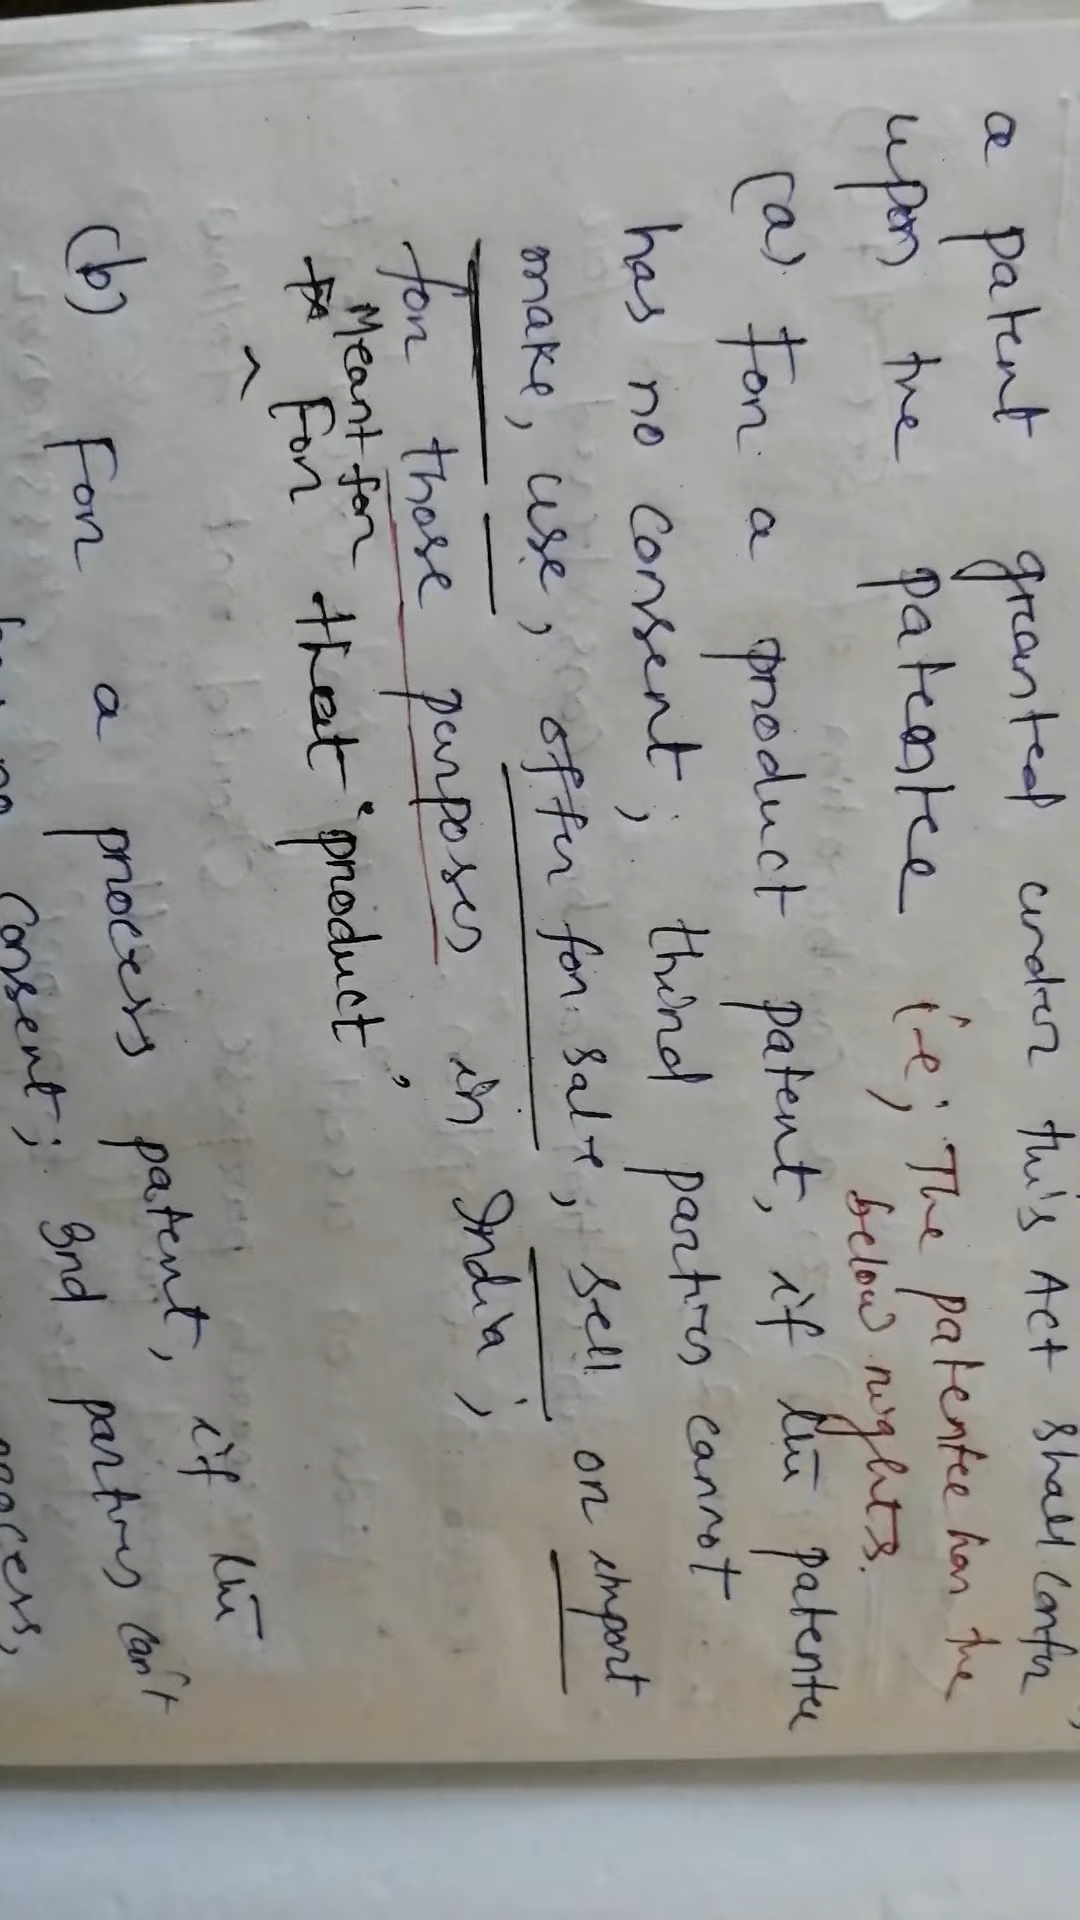 a patent granted under this Act shall confer
upon the patentee i.e; The patentee has the
below rights.
(a) For a product patent, if the patentee
has no consent; third parties cannot
make, use, offer for sale, sell or import
for those purposes in India;
Meant for
For that product
(b) For a process patent, if the
no consent; 3rd parties can't
process,